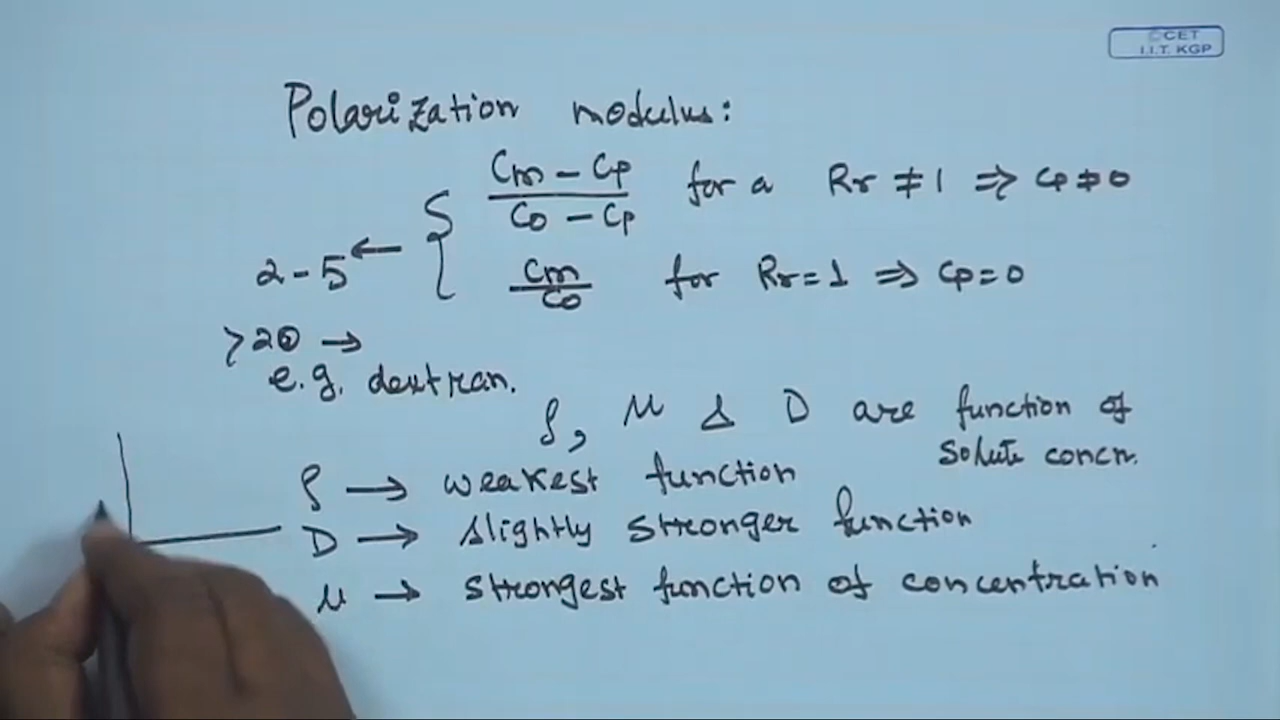 ©CET
I.I.T. KGP
Polarization modulus:
Cm - Cp / Co - Cp for a Rr ≠ 1 ⇒ Cp ≠ 0
2 - 5 ← {
Cm / Co for Rr = 1 ⇒ Cp = 0
> 20 →
e.g. dextran.
ρ, μ & D are function of
solute concn.
ρ → weakest function
D → slightly stronger function
μ → strongest function of concentration